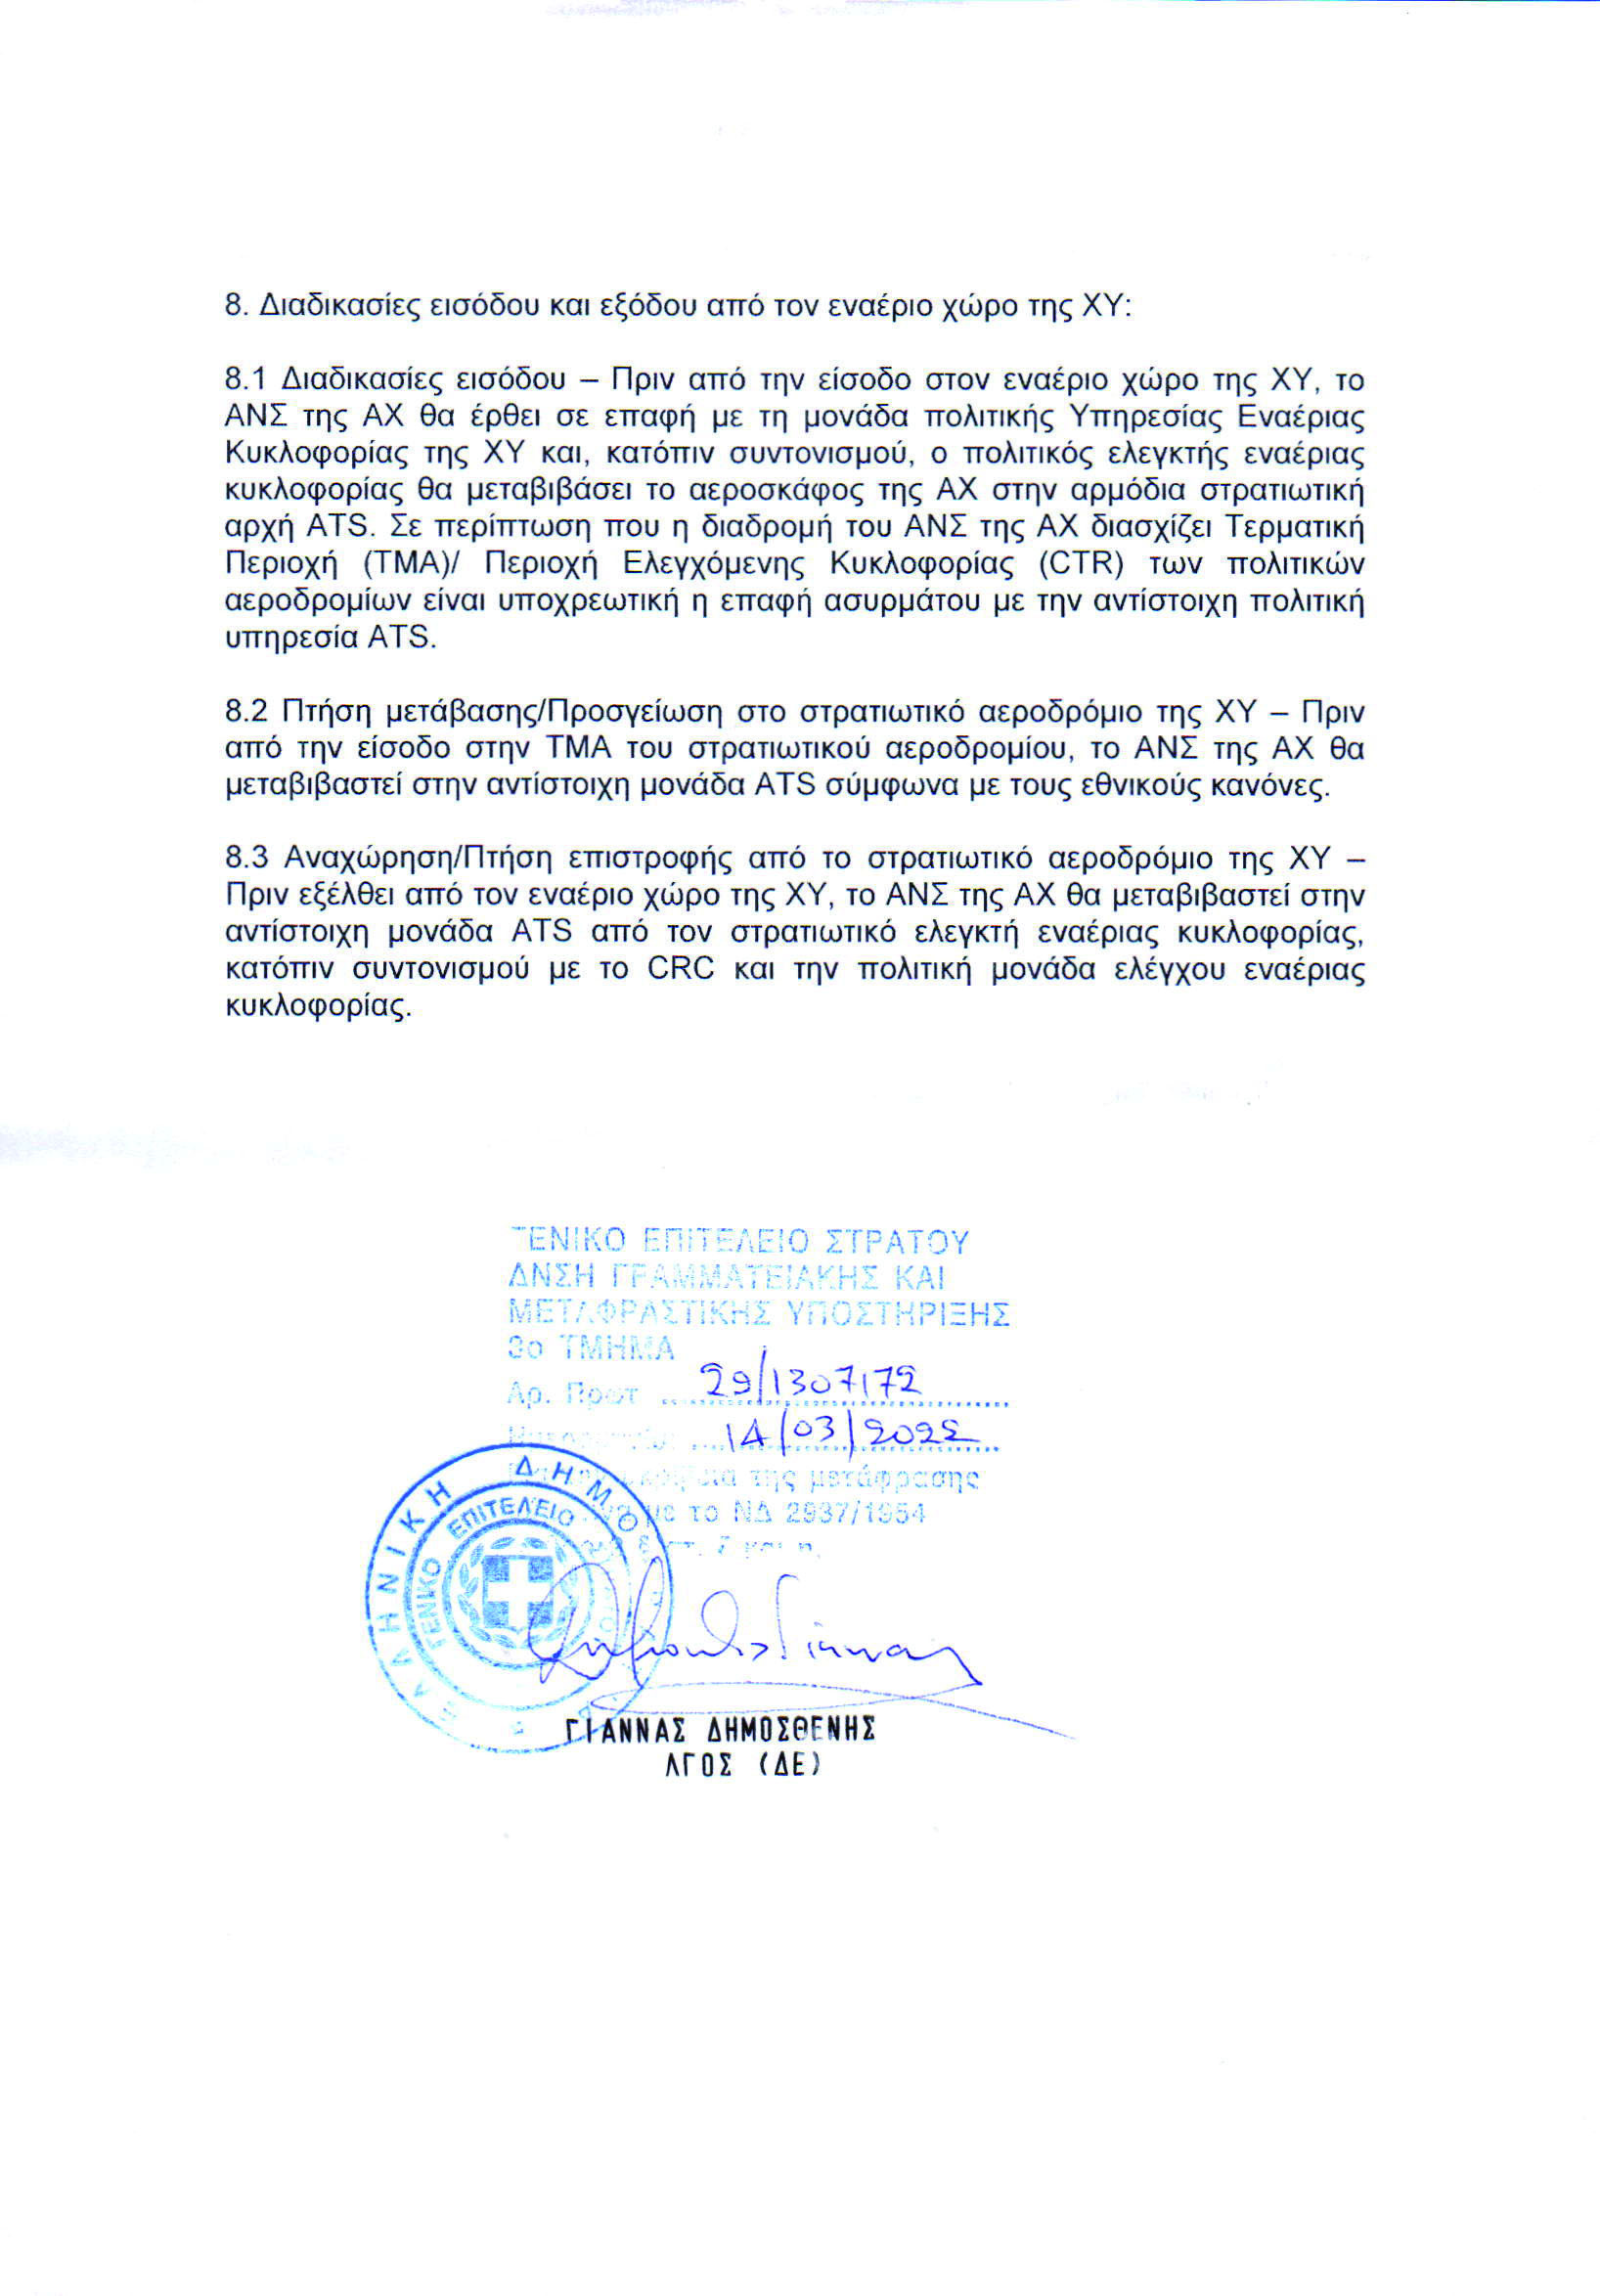 8. Διαδικασίες εισόδου και εξόδου από τον εναέριο χώρο της ΧΥ:
8.1 Διαδικασίες εισόδου – Πριν από την είσοδο στον εναέριο χώρο της ΧΥ, το
ΑΝΣ της ΑΧ θα έρθει σε επαφή με τη μονάδα πολιτικής Υπηρεσίας Εναέριας
Κυκλοφορίας της ΧΥ και, κατόπιν συντονισμού, ο πολιτικός ελεγκτής εναέριας
κυκλοφορίας θα μεταβιβάσει το αεροσκάφος της ΑΧ στην αρμόδια στρατιωτική
αρχή ATS. Σε περίπτωση που η διαδρομή του ΑΝΣ της ΑΧ διασχίζει Τερματική
Περιοχή (TMA)/ Περιοχή Ελεγχόμενης Κυκλοφορίας (CTR) των πολιτικών
αεροδρομίων είναι υποχρεωτική η επαφή ασυρμάτου με την αντίστοιχη πολιτική
υπηρεσία ATS.
8.2 Πτήση μετάβασης/Προσγείωση στο στρατιωτικό αεροδρόμιο της ΧΥ – Πριν
από την είσοδο στην TMA του στρατιωτικού αεροδρομίου, το ΑΝΣ της ΑΧ θα
μεταβιβαστεί στην αντίστοιχη μονάδα ATS σύμφωνα με τους εθνικούς κανόνες.
8.3 Αναχώρηση/Πτήση επιστροφής από το στρατιωτικό αεροδρόμιο της ΧΥ –
Πριν εξέλθει από τον εναέριο χώρο της ΧΥ, το ΑΝΣ της ΑΧ θα μεταβιβαστεί στην
αντίστοιχη μονάδα ATS από τον στρατιωτικό ελεγκτή εναέριας κυκλοφορίας,
κατόπιν συντονισμού με το CRC και την πολιτική μονάδα ελέγχου εναέριας
κυκλοφορίας.
ΓΕΝΙΚΟ ΕΠΙΤΕΛΕΙΟ ΣΤΡΑΤΟΥ
ΔΝΣΗ ΓΡΑΜΜΑΤΕΙΑΚΗΣ ΚΑΙ
ΜΕΤΑΦΡΑΣΤΙΚΗΣ ΥΠΟΣΤΗΡΙΞΗΣ
3ο ΤΜΗΜΑ
Αρ. Πρωτ ....29/1307172
14/03/2022
της μετάφρασης
με το ΝΔ 2937/1954
ΕΛΛΗΝΙΚΗ ΔΗΜΟ
ΓΕΝΙΚΟ ΕΠΙΤΕΛΕΙΟ
ΓΙΑΝΝΑΣ ΔΗΜΟΣΘΕΝΗΣ
ΛΓΟΣ (ΔΕ)